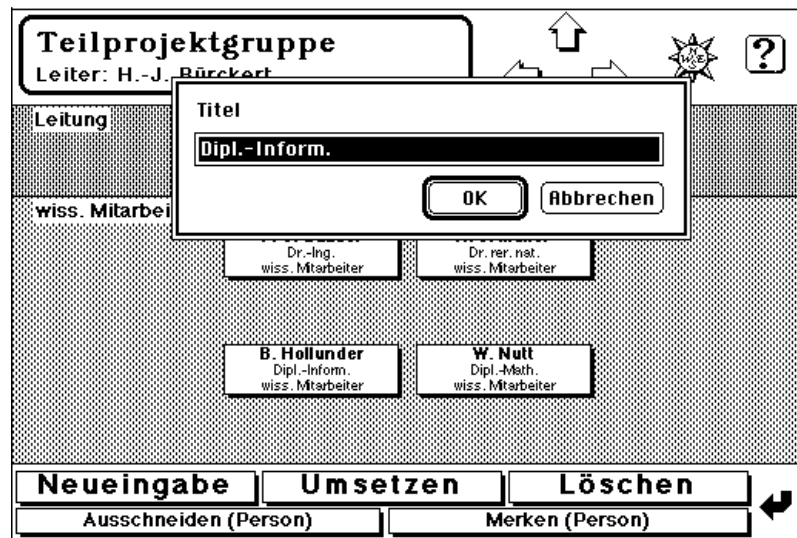 Teilprojektgruppe
Leiter: H.-J. Bürckert
N
W E
S
?
Leitung
Titel
Dipl.-Inform.
OK Abbrechen
wiss. Mitarbei
Dr.-Ing. Dr. rer. nat.
wiss. Mitarbeiter wiss. Mitarbeiter
B. Hollunder W. Nutt
Dipl.-Inform. Dipl.-Math.
wiss. Mitarbeiter wiss. Mitarbeiter
Neueingabe Umsetzen Löschen
Ausschneiden (Person) Merken (Person)